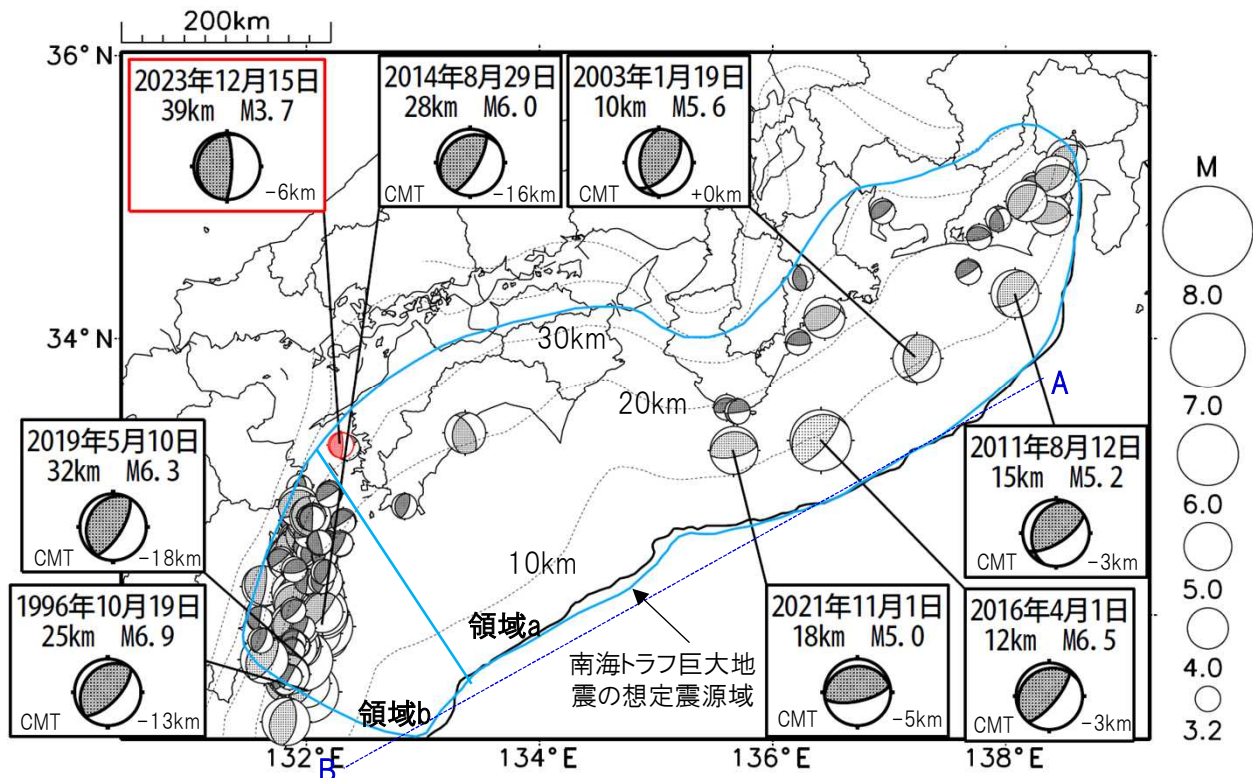 200km
36°N
34°N
132°E
134°E
136°E
138°E
2023年12月15日
39km M3.7
-6km
2014年8月29日
28km M6.0
CMT
-16km
2003年1月19日
10km M5.6
CMT
+0km
M
8.0
7.0
6.0
5.0
4.0
3.2
30km
20km
10km
A
B
2019年5月10日
32km M6.3
CMT
-18km
1996年10月19日
25km M6.9
CMT
-13km
領域a
領域b
南海トラフ巨大地
震の想定震源域
2011年8月12日
15km M5.2
CMT
-3km
2021年11月1日
18km M5.0
CMT
-5km
2016年4月1日
12km M6.5
CMT
-3km